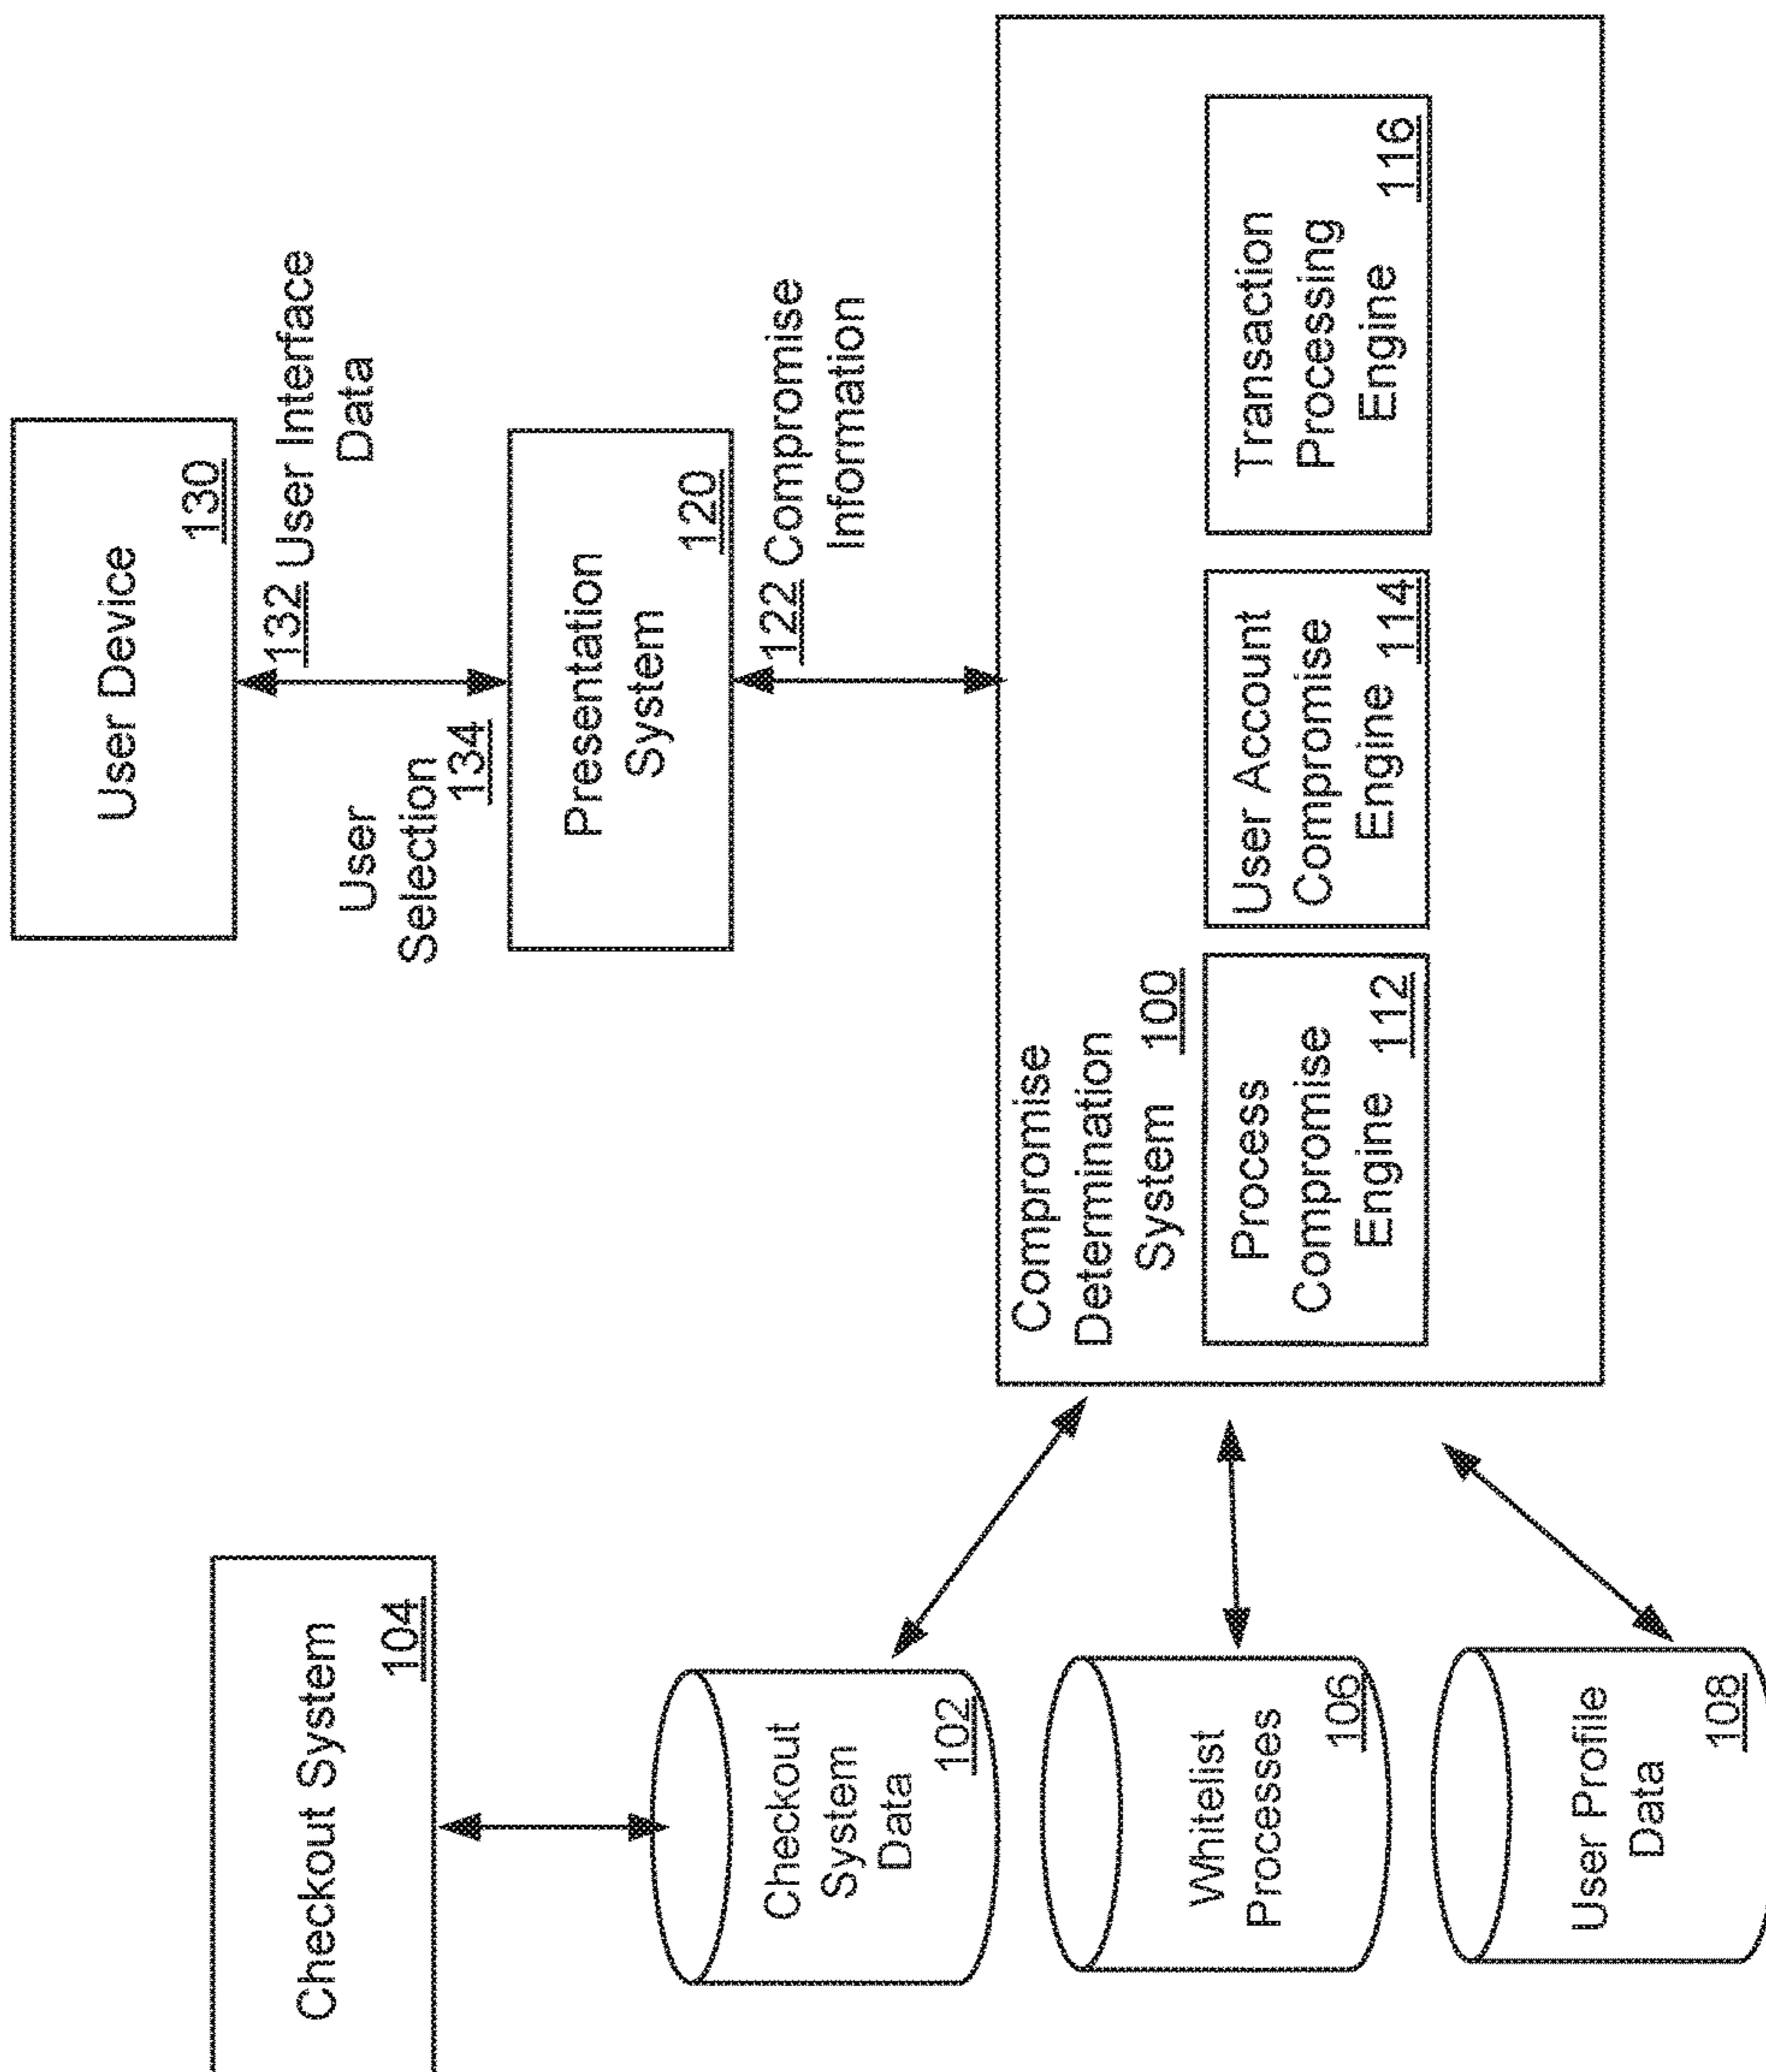 User Device
130
132 User Interface
Data
User
Selection
134
Presentation
System
120
122 Compromise
Information
Checkout System
104
Checkout
System
Data
102
Whitelist
Processes
106
User Profile
Data
108
Compromise
Determination
System 100
Process
Compromise
Engine 112
User Account
Compromise
Engine 114
Transaction
Processing
Engine
116